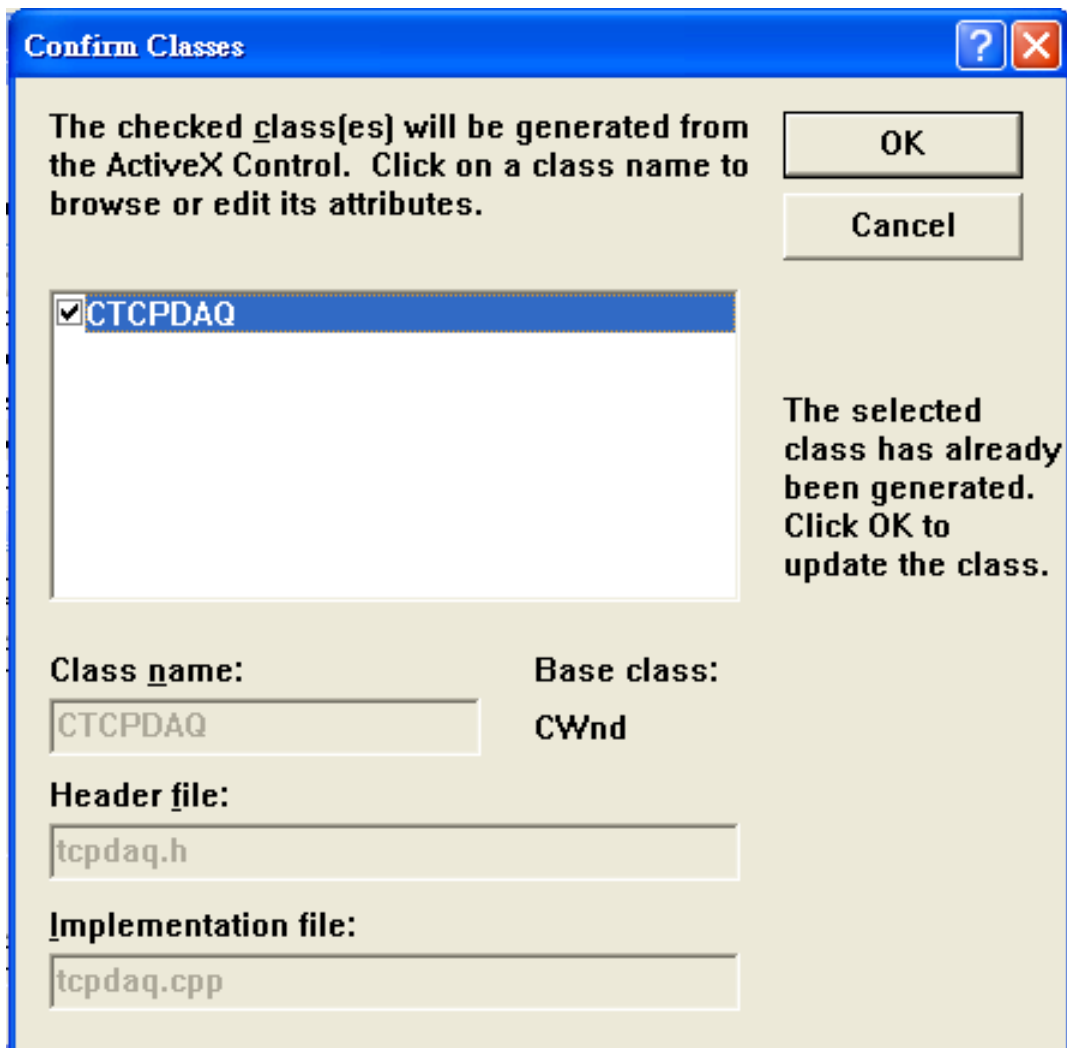 Confirm Classes
The checked class(es) will be generated from
the ActiveX Control. Click on a class name to
browse or edit its attributes.
OK
Cancel
CTCPDAQ
The selected
class has already
been generated.
Click OK to
update the class.
Class name:
Base class:
CTCPDAQ
CWnd
Header file:
tcpdaq.h
Implementation file:
tcpdaq.cpp